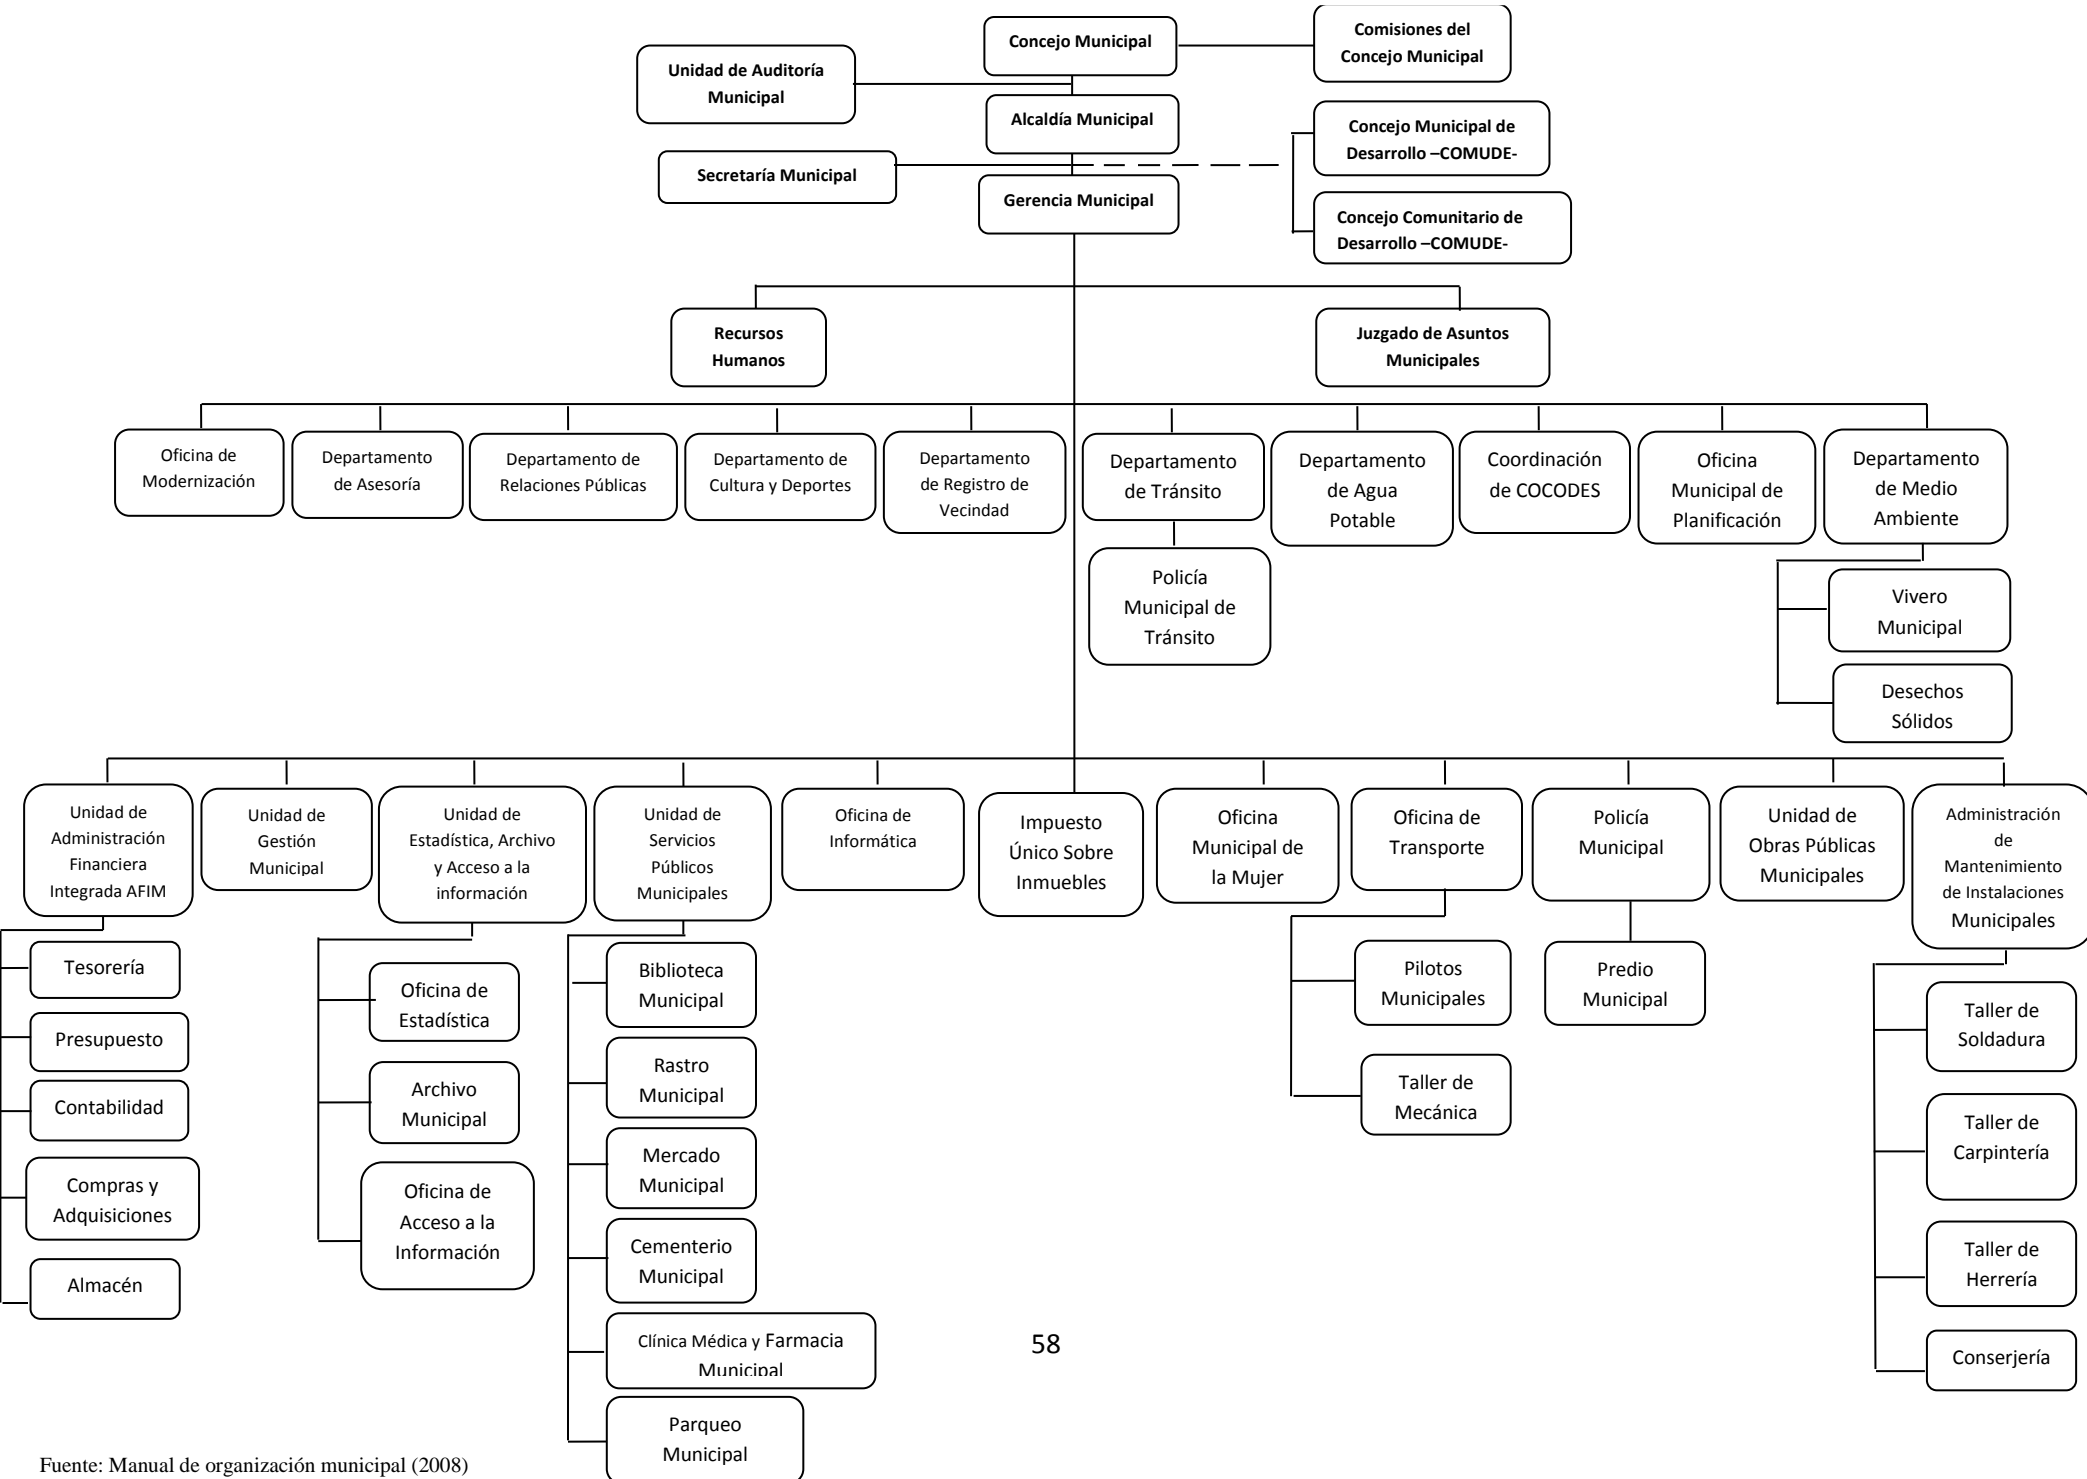 Concejo Municipal
Comisiones del
Concejo Municipal
Unidad de Auditoría
Municipal
Alcaldía Municipal
Concejo Municipal de
Desarrollo –COMUDE-
Secretaría Municipal
Gerencia Municipal
Concejo Comunitario de
Desarrollo –COMUDE-
Recursos
Humanos
Juzgado de Asuntos
Municipales
Oficina de
Modernización
Departamento
de Asesoría
Departamento de
Relaciones Públicas
Departamento de
Cultura y Deportes
Departamento
de Registro de
Vecindad
Departamento
de Tránsito
Departamento
de Agua
Potable
Coordinación
de COCODES
Oficina
Municipal de
Planificación
Departamento
de Medio
Ambiente
Policía
Municipal de
Tránsito
Vivero
Municipal
Desechos
Sólidos
Unidad de
Administración
Financiera
Integrada AFIM
Unidad de
Gestión
Municipal
Unidad de
Estadística, Archivo
y Acceso a la
información
Unidad de
Servicios
Públicos
Municipales
Oficina de
Informática
Impuesto
Único Sobre
Inmuebles
Oficina
Municipal de
la Mujer
Oficina de
Transporte
Policía
Municipal
Unidad de
Obras Públicas
Municipales
Administración
de
Mantenimiento
de Instalaciones
Municipales
Tesorería
Presupuesto
Contabilidad
Compras y
Adquisiciones
Almacén
Oficina de
Estadística
Archivo
Municipal
Oficina de
Acceso a la
Información
Biblioteca
Municipal
Rastro
Municipal
Mercado
Municipal
Cementerio
Municipal
Clínica Médica y Farmacia
Municipal
Parqueo
Municipal
Pilotos
Municipales
Taller de
Mecánica
Predio
Municipal
Taller de
Soldadura
Taller de
Carpintería
Taller de
Herrería
Conserjería
58
Fuente: Manual de organización municipal (2008)